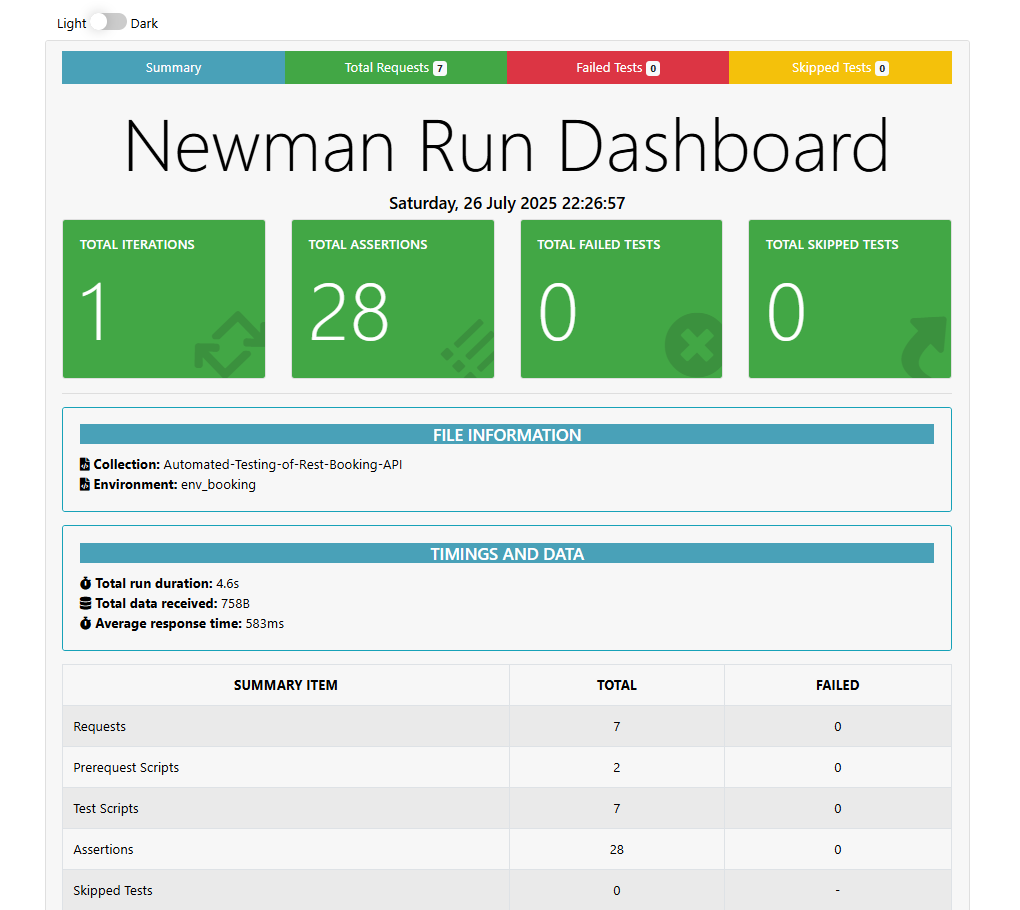 Light Dark
Summary Total Requests 7 Failed Tests 0 Skipped Tests 0
Newman Run Dashboard
Saturday, 26 July 2025 22:26:57
TOTAL ITERATIONS TOTAL ASSERTIONS TOTAL FAILED TESTS TOTAL SKIPPED TESTS
1 28 0 0
FILE INFORMATION
Collection: Automated-Testing-of-Rest-Booking-API
Environment: env_booking
TIMINGS AND DATA
Total run duration: 4.6s
Total data received: 758B
Average response time: 583ms
SUMMARY ITEM TOTAL FAILED
Requests 7 0
Prerequest Scripts 2 0
Test Scripts 7 0
Assertions 28 0
Skipped Tests 0 -